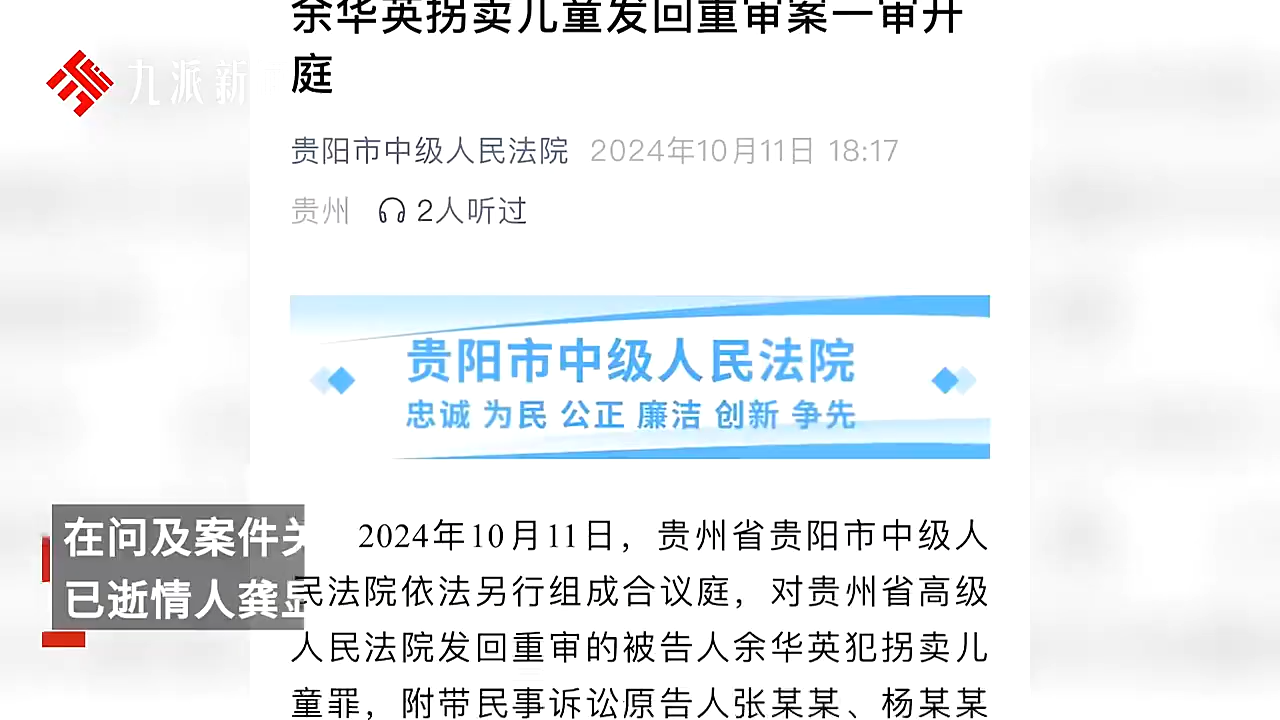 余华英拐卖儿童发回重审案一审开
庭
九派新
贵阳市中级人民法院 2024年10月11日 18:17
贵州 2人听过
贵阳市中级人民法院
忠诚 为民 公正 廉洁 创新 争先
在问及案件关
已逝情人龚显
2024年10月11日，贵州省贵阳市中级人
民法院依法另行组成合议庭，对贵州省高级
人民法院发回重审的被告人余华英犯拐卖儿
童罪，附带民事诉讼原告人张某某、杨某某